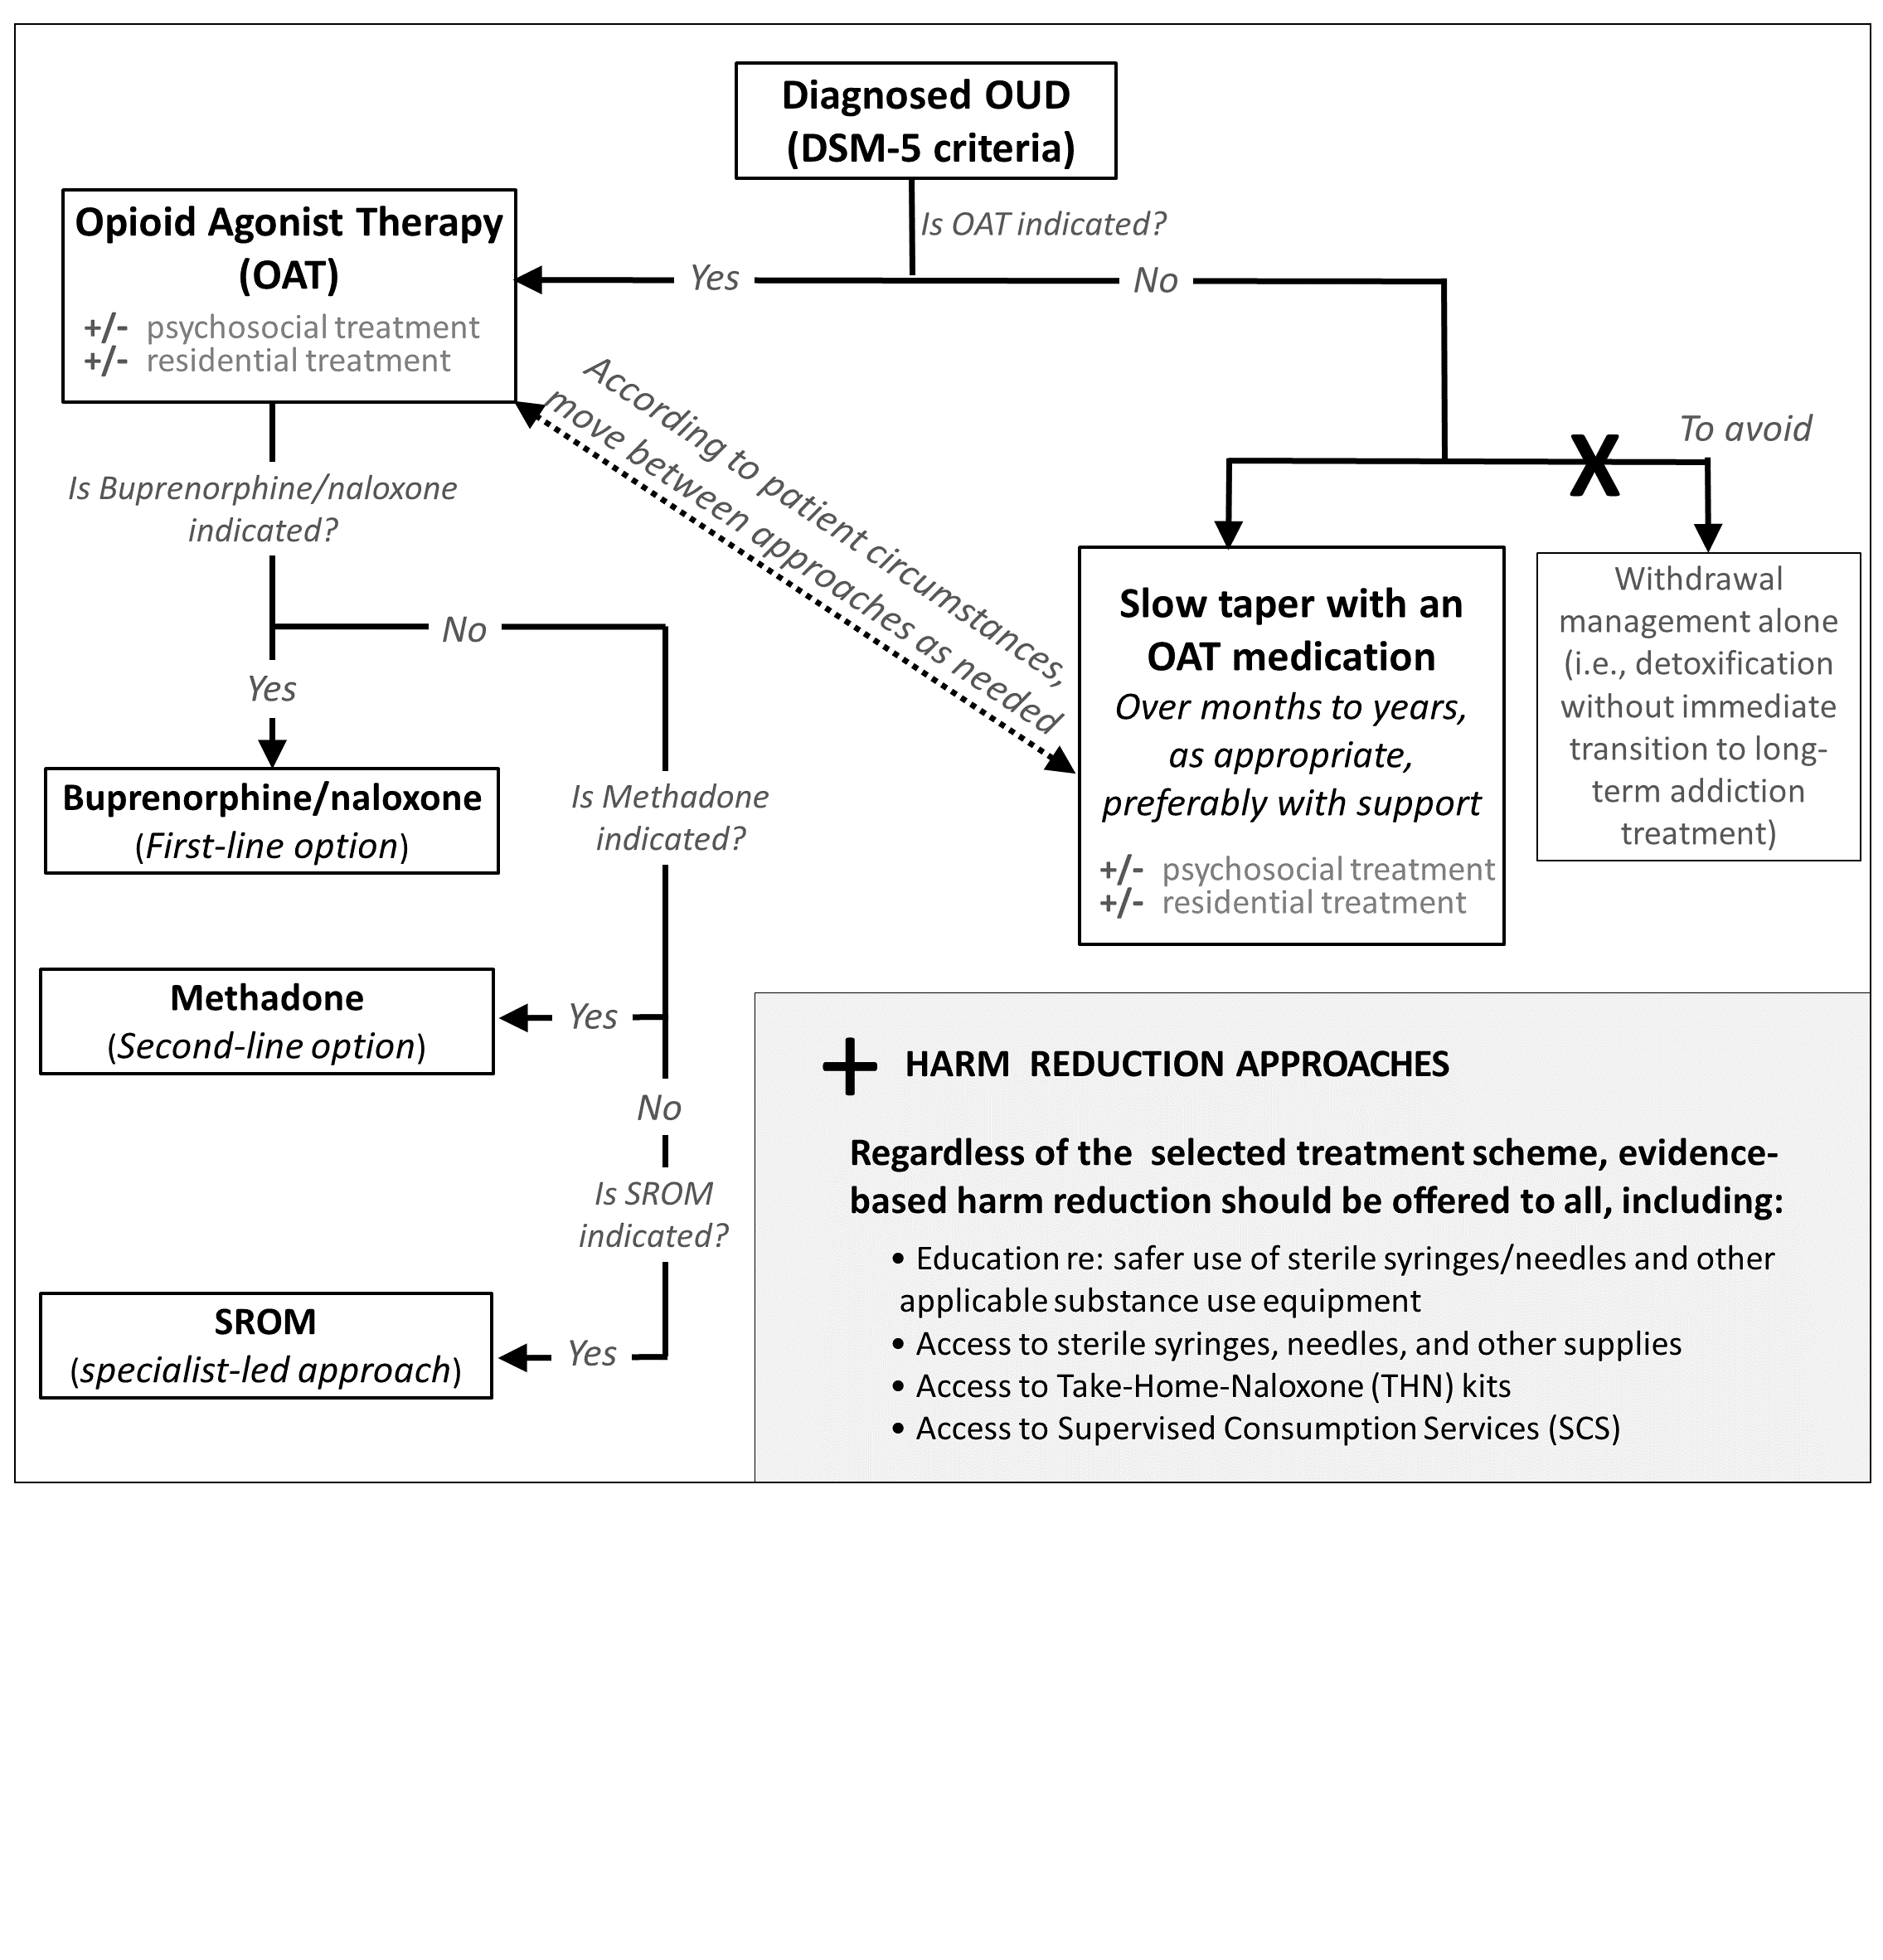 Diagnosed OUD
(DSM-5 criteria)
Is OAT indicated?
Yes
No
Opioid Agonist Therapy
(OAT)
+/- psychosocial treatment
+/- residential treatment
According to patient circumstances,
move between approaches as needed
To avoid
X
Is Buprenorphine/naloxone
indicated?
No
Yes
Buprenorphine/naloxone
(First-line option)
Is Methadone
indicated?
Yes
Methadone
(Second-line option)
No
Is SROM
indicated?
Yes
SROM
(specialist-led approach)
Slow taper with an
OAT medication
Over months to years,
as appropriate,
preferably with support
+/- psychosocial treatment
+/- residential treatment
Withdrawal
management alone
(i.e., detoxification
without immediate
transition to long-
term addiction
treatment)
+ HARM REDUCTION APPROACHES
Regardless of the selected treatment scheme, evidence-
based harm reduction should be offered to all, including:
• Education re: safer use of sterile syringes/needles and other
applicable substance use equipment
• Access to sterile syringes, needles, and other supplies
• Access to Take-Home-Naloxone (THN) kits
• Access to Supervised Consumption Services (SCS)